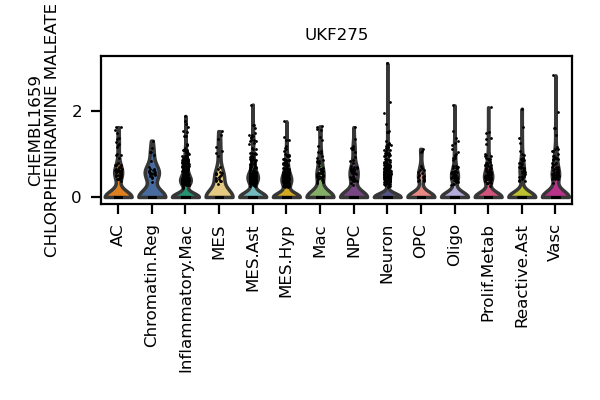 UKF275
CHEMBL1659
CHLORPHENIRAMINE MALEATE
2
0
AC
Chromatin.Reg
Inflammatory.Mac
MES
MES.Ast
MES.Hyp
Mac
NPC
Neuron
OPC
Oligo
Prolif.Metab
Reactive.Ast
Vasc